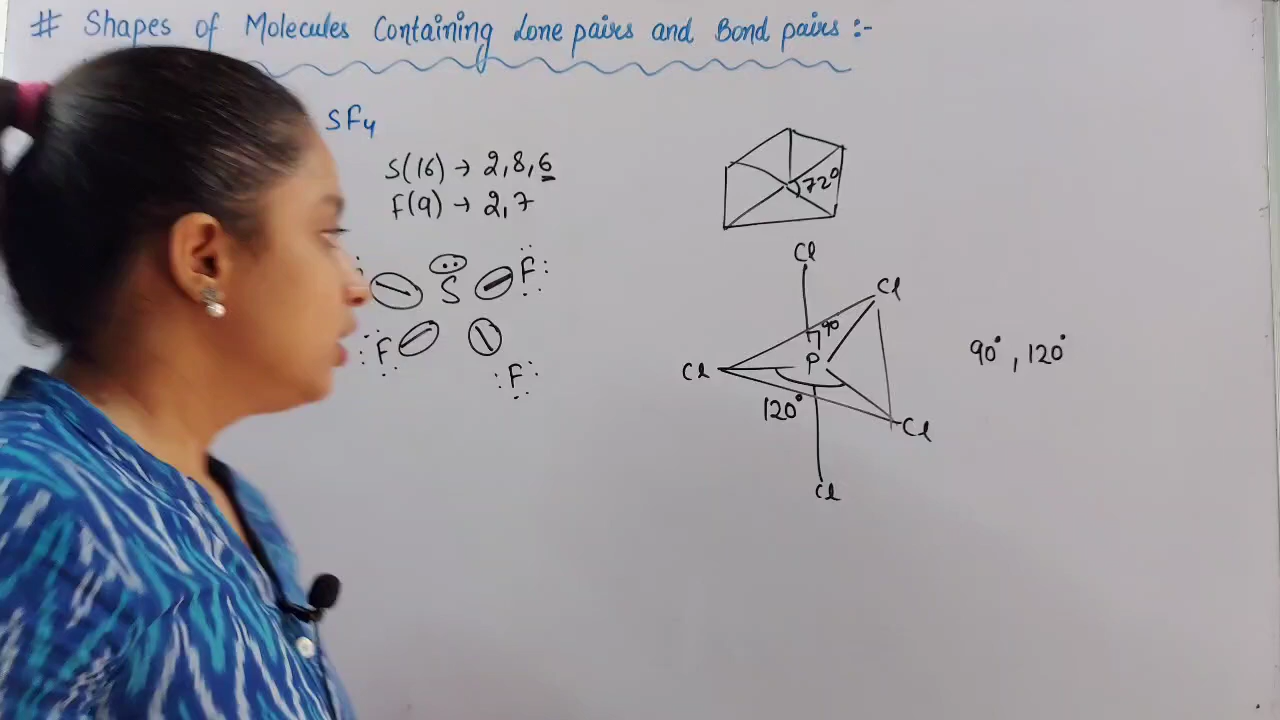 # Shapes of Molecules Containing Lone pairs and Bond pairs :-
SF4
S(16) → 2,8,6
F(9) → 2,7
72°
S
F
F
F
Cl
Cl
90
P
Cl
120°
Cl
Cl
90°, 120°